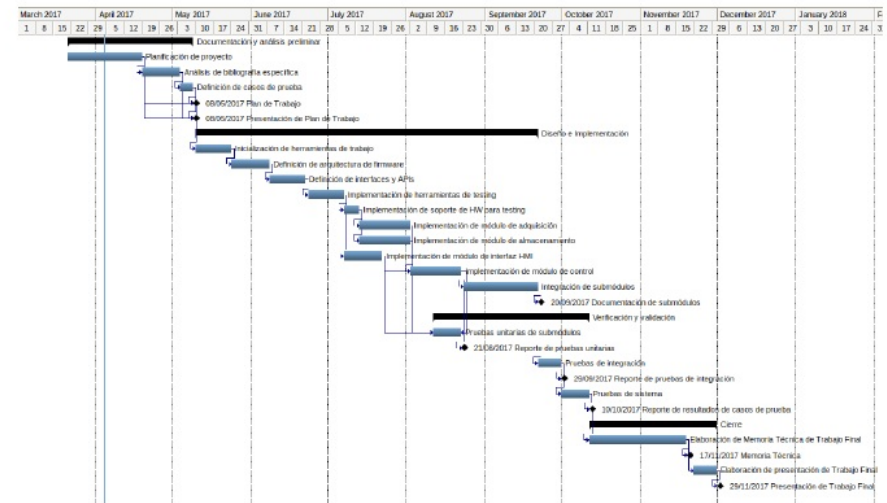 March 2017 April 2017 May 2017 June 2017 July 2017 August 2017 September 2017 October 2017 November 2017 December 2017 January 2018 F
1 8 15 22 29 5 12 19 26 3 10 17 24 31 7 14 21 28 5 12 19 26 2 9 16 23 30 6 13 20 27 4 11 18 25 1 8 15 22 29 6 13 20 27 3 10 17 24 31
Documentación y análisis preliminar
Planificación de proyecto
Análisis de bibliografía específica
Definición de casos de prueba
08/05/2017 Plan de Trabajo
08/05/2017 Presentación de Plan de Trabajo
Diseño e Implementación
Inicialización de herramientas de trabajo
Definición de arquitectura de firmware
Definición de interfaces y APIs
Implementación de herramientas de testing
Implementación de soporte de HW para testing
Implementación de módulo de adquisición
Implementación de módulo de almacenamiento
Implementación de módulo de interfaz HMI
Implementación de módulo de control
Integración de submódulos
20/09/2017 Documentación de submódulos
Verificación y validación
Pruebas unitarias de submódulos
21/08/2017 Reporte de pruebas unitarias
Pruebas de integración
29/09/2017 Reporte de pruebas de integración
Pruebas de sistema
10/10/2017 Reporte de resultados de casos de prueba
Cierre
Elaboración de Memoria Técnica de Trabajo Final
17/11/2017 Memoria Técnica
Elaboración de presentación de Trabajo Final
29/11/2017 Presentación de Trabajo Final